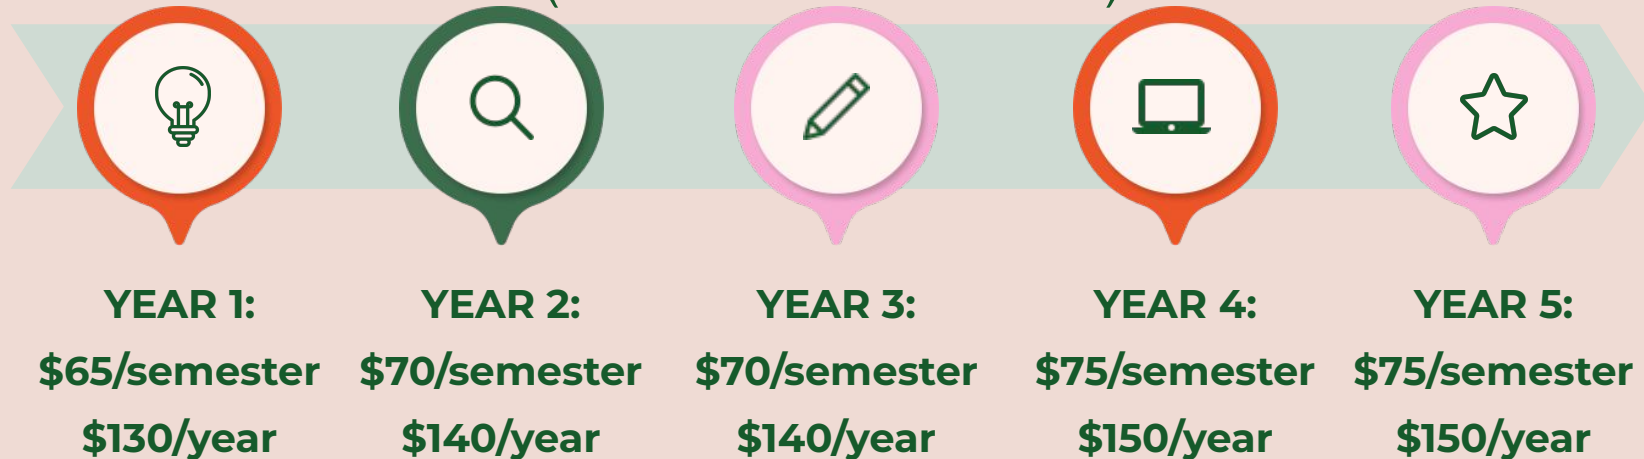 YEAR 1:
$65/semester
$130/year
YEAR 2:
$70/semester
$140/year
YEAR 3:
$70/semester
$140/year
YEAR 4:
$75/semester
$150/year
YEAR 5:
$75/semester
$150/year